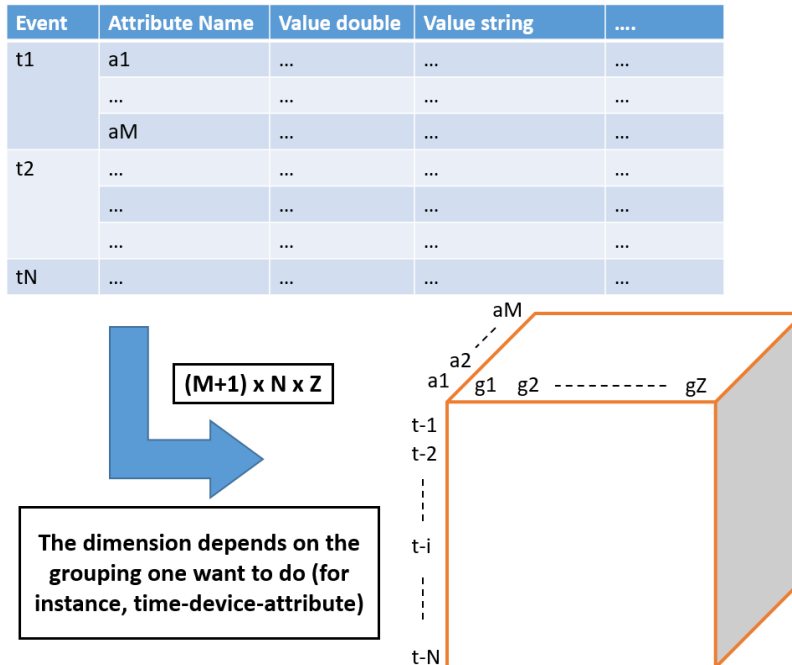 Event Attribute Name Value double Value string ....
t1 a1 ... ... ...
... ... ... ...
aM ... ... ...
t2 ... ... ... ...
... ... ... ...
... ... ... ...
tN ... ... ... ...
aM
a2
a1
(M+1) x N x Z
g1 g2 gZ
t-1
t-2
t-i
t-N
The dimension depends on the
grouping one want to do (for
instance, time-device-attribute)